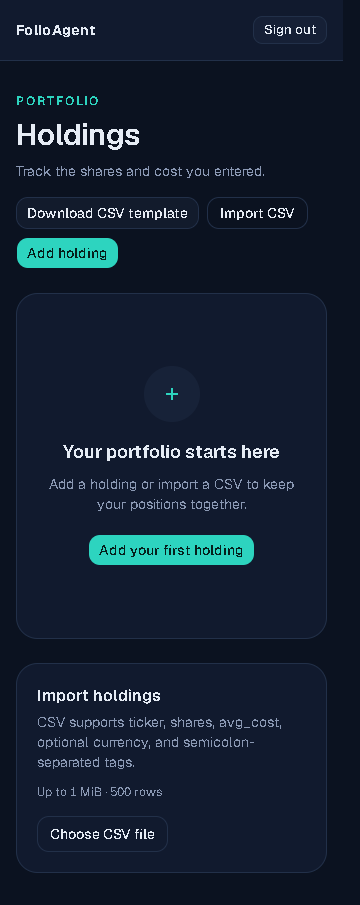 FolioAgent
Sign out
PORTFOLIO
Holdings
Track the shares and cost you entered.
Download CSV template
Import CSV
Add holding
+
Your portfolio starts here
Add a holding or import a CSV to keep
your positions together.
Add your first holding
Import holdings
CSV supports ticker, shares, avg_cost,
optional currency, and semicolon-
separated tags.
Up to 1 MiB · 500 rows
Choose CSV file